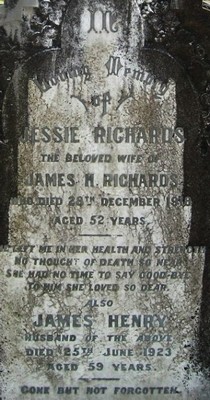 In
Loving Memory
of
JESSIE RICHARDS
THE BELOVED WIFE OF
JAMES H. RICHARDS
WHO DIED 28TH DECEMBER
AGED 52 YEARS.
LEFT ME IN HER HEALTH AND STRENGTH
NO THOUGHT OF DEATH SO NEAR
SHE HAD NO TIME TO SAY GOOD-BYE
TO HIM SHE LOVED SO DEAR.
ALSO
JAMES HENRY
HUSBAND OF THE ABOVE
DIED 25TH JUNE 1923
AGED 59 YEARS.
GONE BUT NOT FORGOTTEN.